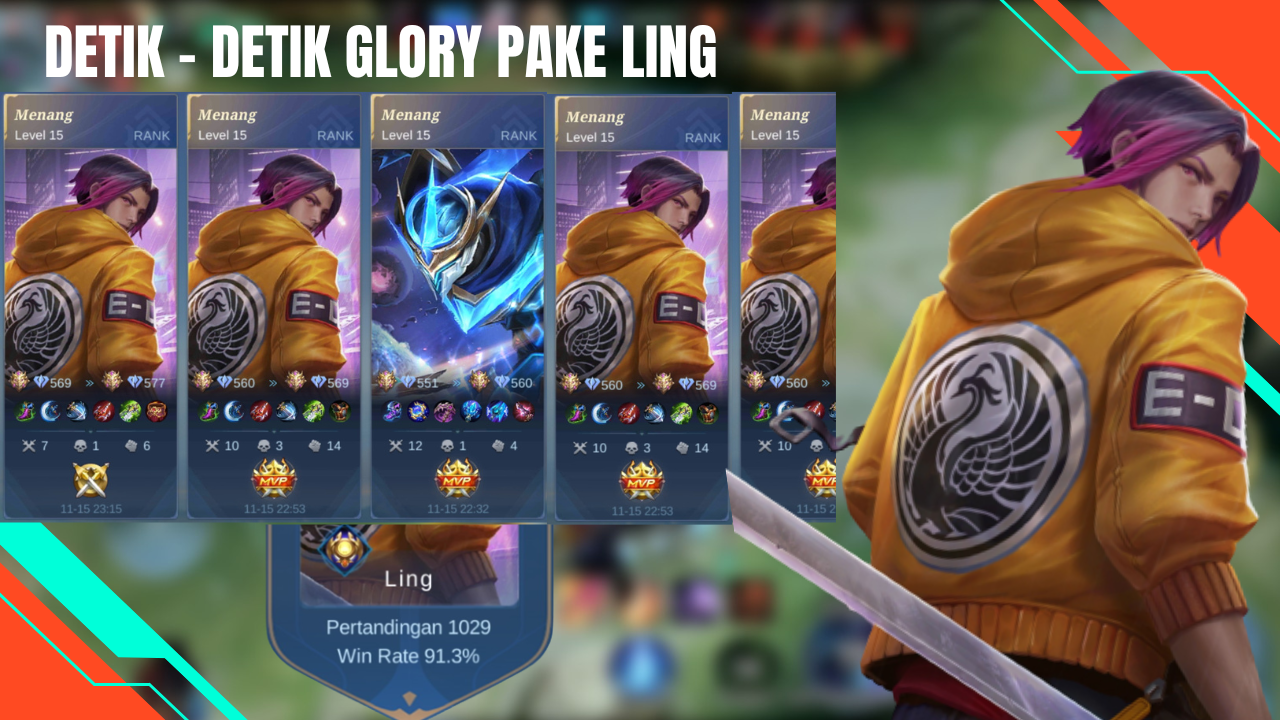 DETIK - DETIK GLORY PAKE LING
Menang
Level 15
RANK
E-
569 » 577
7 1 6
11-15 23:15
Menang
Level 15
RANK
E-
560 » 569
10 3 14
MVP
11-15 22:53
Menang
Level 15
RANK
551 » 560
12 1 4
MVP
11-15 22:32
Menang
Level 15
RANK
E-
560 » 569
10 3 14
MVP
11-15 22:53
Menang
Level 15
E-
560 »
10
MVP
11-15 2
E-
Ling
Pertandingan 1029
Win Rate 91.3%